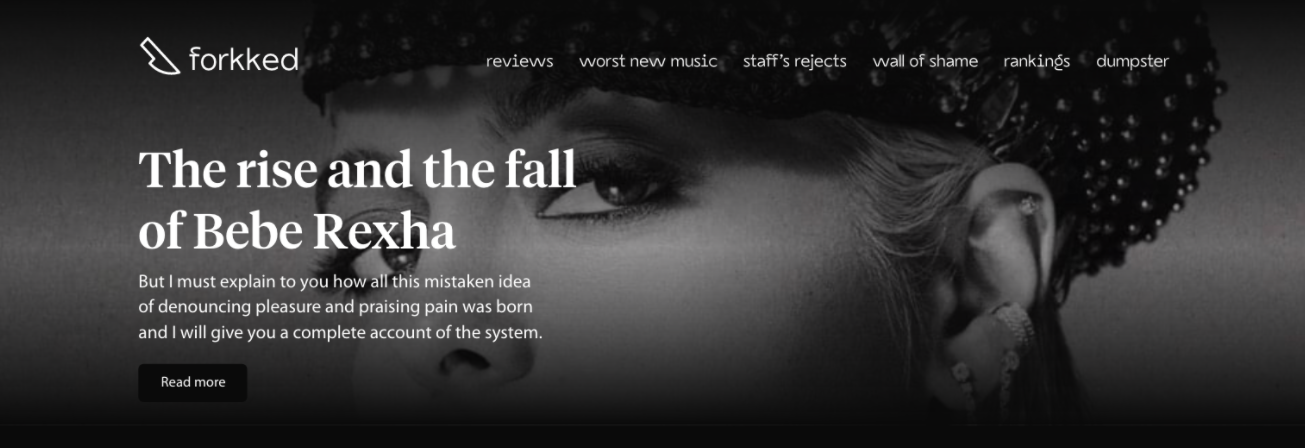 forkked
reviews worst new music staff's rejects wall of shame rankings dumpster
The rise and the fall
of Bebe Rexha
But I must explain to you how all this mistaken idea
of denouncing pleasure and praising pain was born
and I will give you a complete account of the system.
Read more